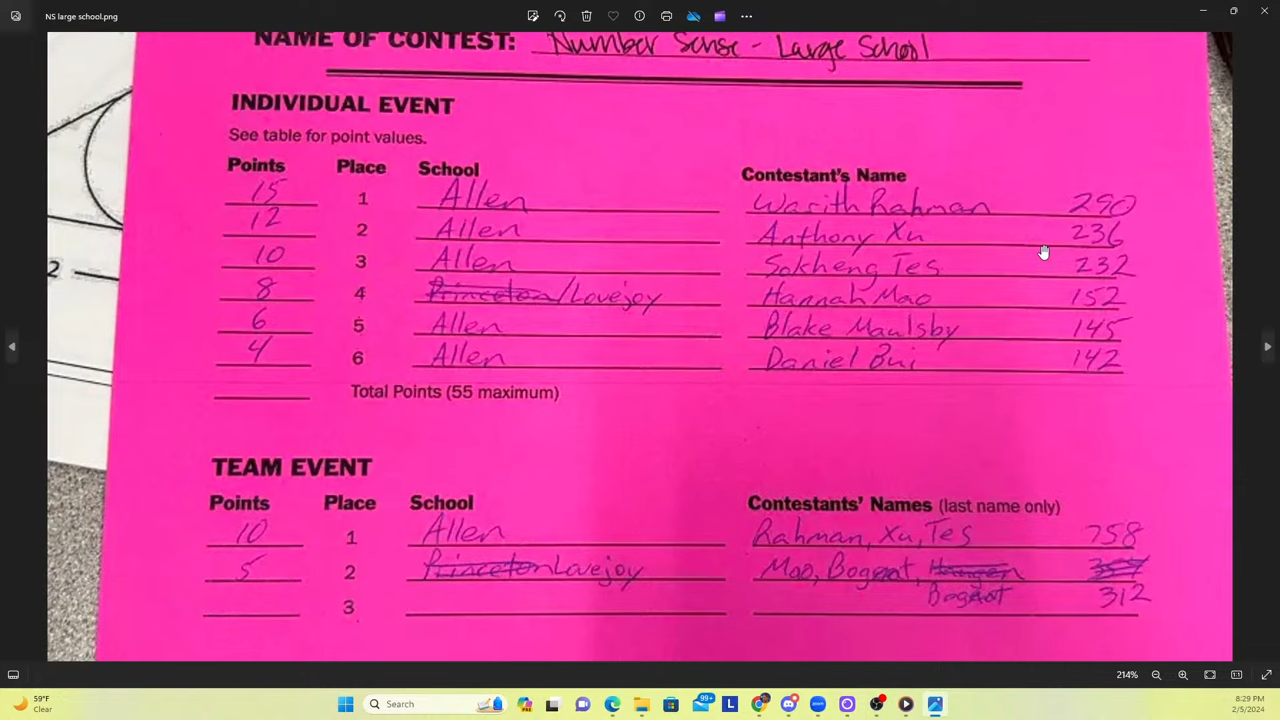 NS large school.png
NAME OF CONTEST: Number Sense - Large School
INDIVIDUAL EVENT
See table for point values.
Points Place School Contestant's Name
15 1 Allen Warith Rahman 290
12 2 Allen Anthony Xu 236
10 3 Allen Sokheng Tes 232
8 4 Princeton/Lovejoy Hannah Mao 152
6 5 Allen Blake Maulsby 145
4 6 Allen Daniel Bui 142
Total Points (55 maximum)
TEAM EVENT
Points Place School Contestants' Names (last name only)
10 1 Allen Rahman, Xu, Tes 758
5 2 Princeton Lovejoy Mao,
3 312
2
214%
59°F
Clear
Search
PRE
99+
L
8:29 PM
2/5/2024